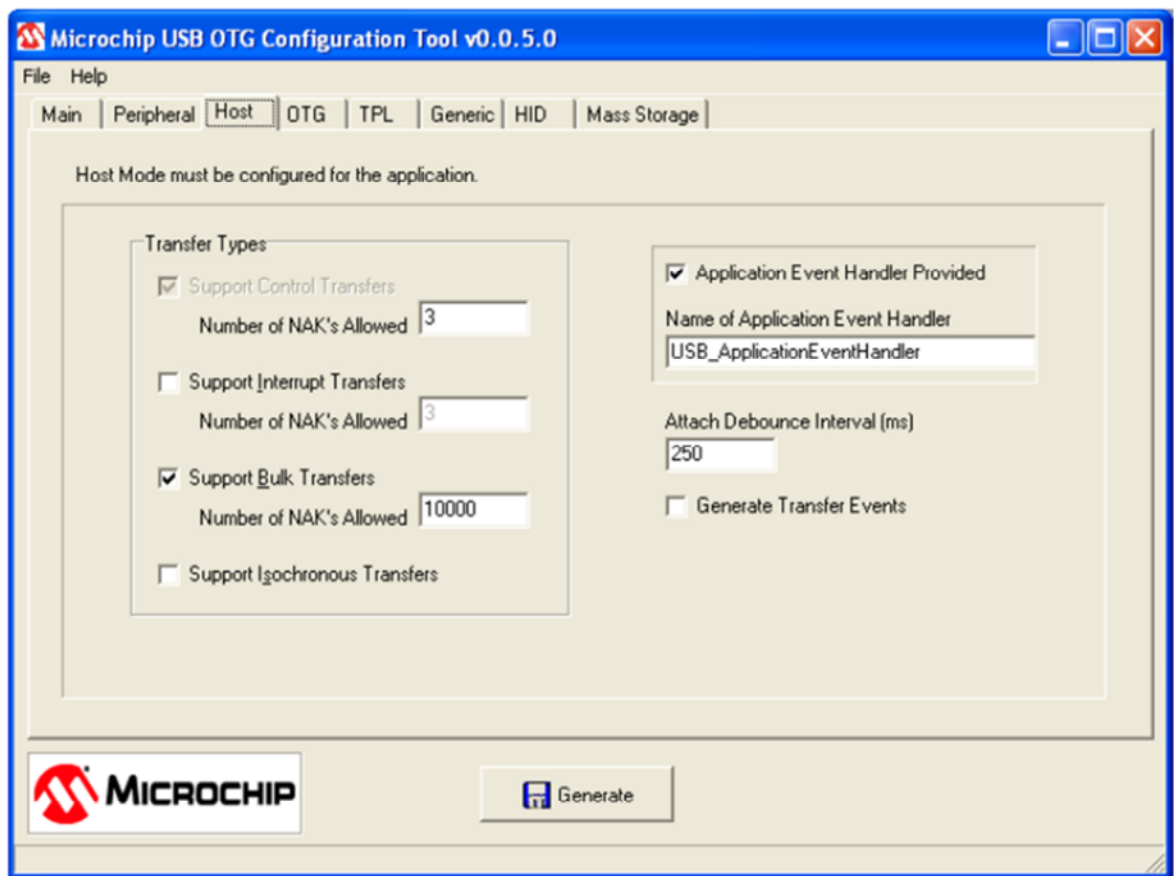 Microchip USB OTG Configuration Tool v0.0.5.0
File Help
Main Peripheral Host OTG TPL Generic HID Mass Storage
Host Mode must be configured for the application.
Transfer Types
Support Control Transfers
Number of NAK's Allowed 3
Support Interrupt Transfers
Number of NAK's Allowed 3
Support Bulk Transfers
Number of NAK's Allowed 10000
Support Isochronous Transfers
Application Event Handler Provided
Name of Application Event Handler
USB_ApplicationEventHandler
Attach Debounce Interval (ms)
250
Generate Transfer Events
MICROCHIP
Generate